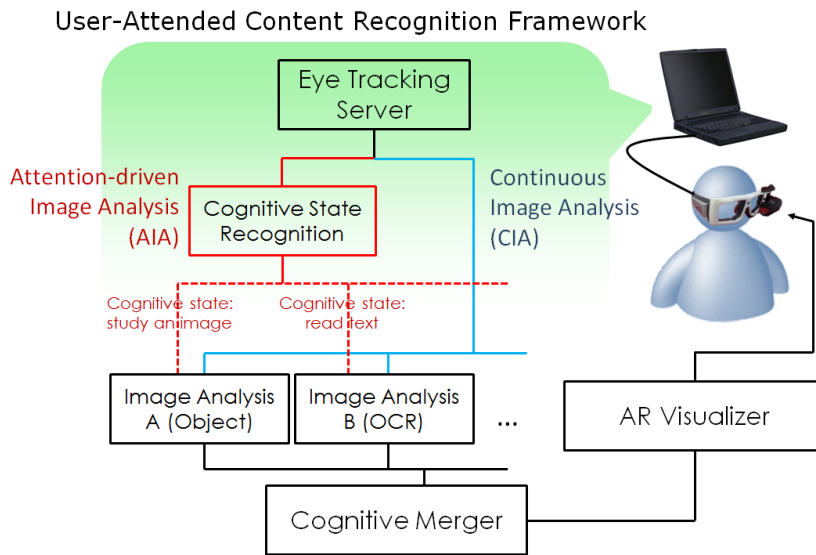 User-Attended Content Recognition Framework
Eye Tracking
Server
Attention-driven
Image Analysis
(AIA)
Cognitive State
Recognition
Continuous
Image Analysis
(CIA)
Cognitive state:
study an image
Cognitive state:
read text
Image Analysis
A (Object)
Image Analysis
B (OCR)
...
AR Visualizer
Cognitive Merger